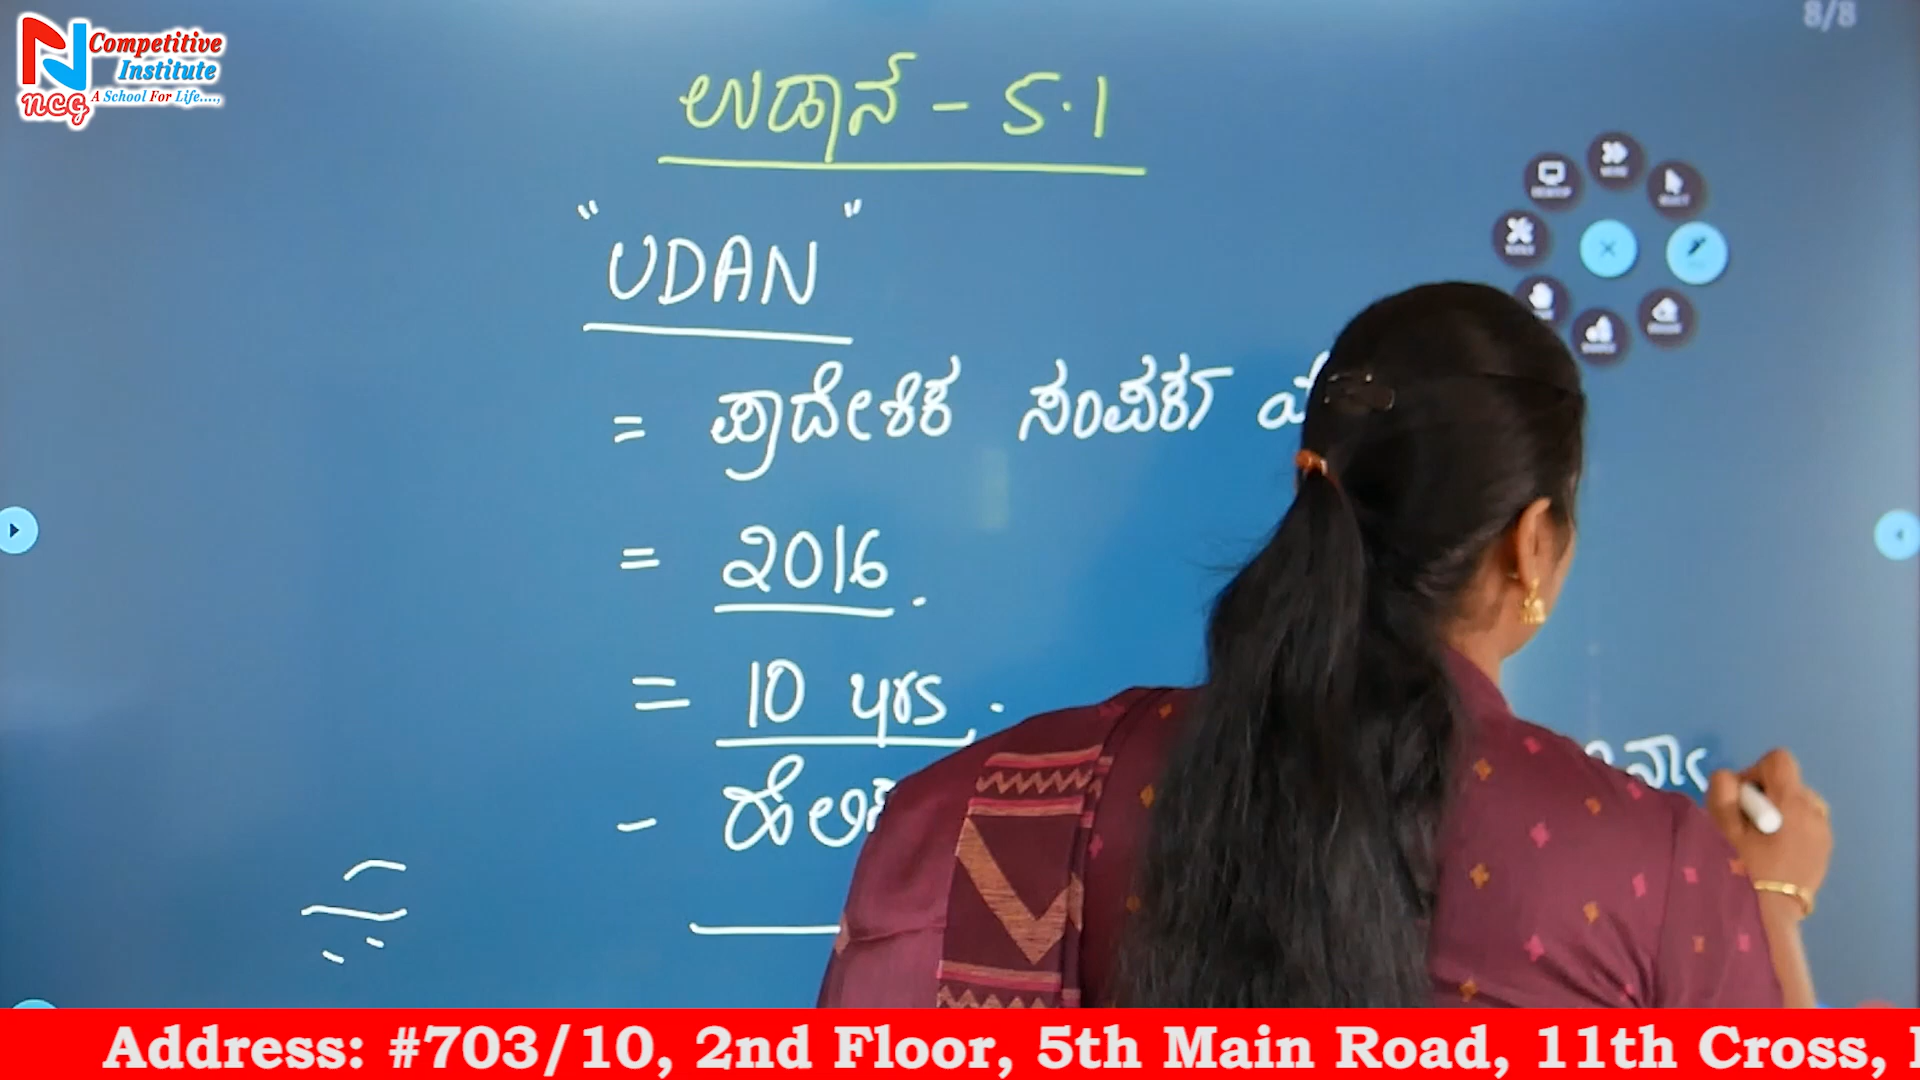 NCG Competitive
Institute
A School For Life....,
8/8
ಉಡಾನ್ - 5.1
"UDAN"
= ಪ್ರಾದೇಶಿಕ ಸಂಪರ್ಕ
= 2016.
= 10 yrs.
-
Address: #703/10, 2nd Floor, 5th Main Road, 11th Cross,